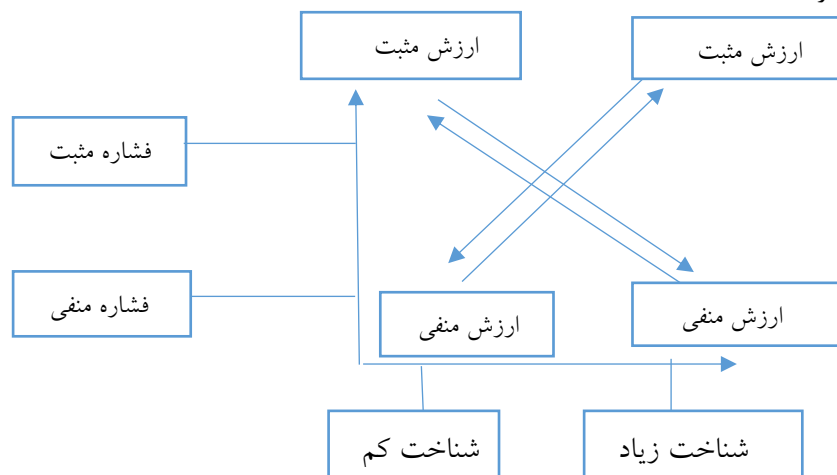 ارزش مثبت
ارزش مثبت
فشاره مثبت
فشاره منفی
ارزش منفی
ارزش منفی
شناخت زیاد
شناخت کم